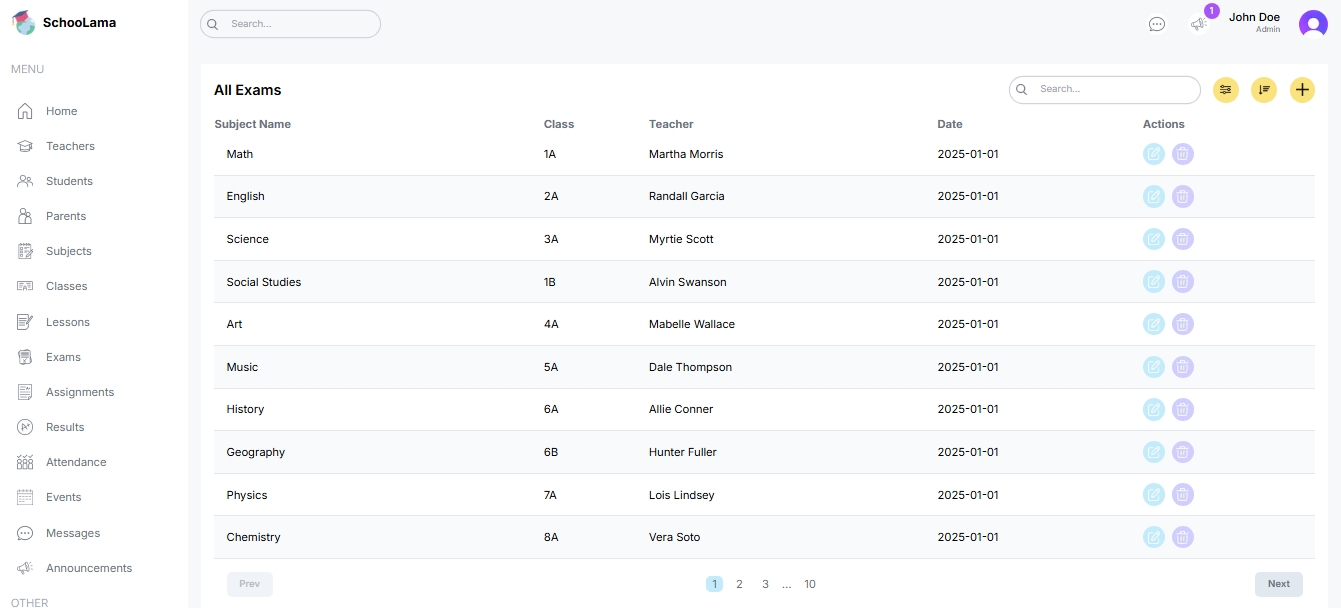 SchooLama
Search...
1
John Doe
Admin
MENU
Home
Teachers
Students
Parents
Subjects
Classes
Lessons
Exams
Assignments
Results
Attendance
Events
Messages
Announcements
OTHER
All Exams
Search...
Subject Name Class Teacher Date Actions
Math 1A Martha Morris 2025-01-01
English 2A Randall Garcia 2025-01-01
Science 3A Myrtie Scott 2025-01-01
Social Studies 1B Alvin Swanson 2025-01-01
Art 4A Mabelle Wallace 2025-01-01
Music 5A Dale Thompson 2025-01-01
History 6A Allie Conner 2025-01-01
Geography 6B Hunter Fuller 2025-01-01
Physics 7A Lois Lindsey 2025-01-01
Chemistry 8A Vera Soto 2025-01-01
Prev 1 2 3 ... 10 Next